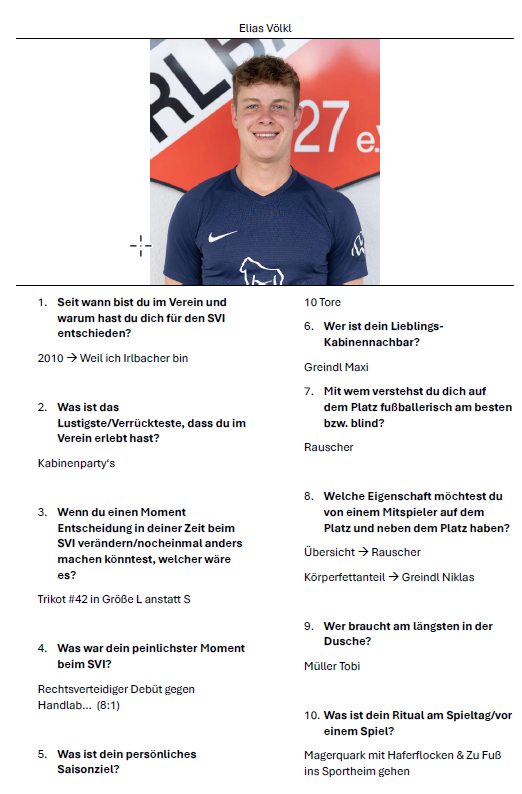 Elias Völkl
27 e.V
1. Seit wann bist du im Verein und
warum hast du dich für den SVI
entschieden?
2010 → Weil ich Irlbacher bin
2. Was ist das
Lustigste/Verrückteste, dass du im
Verein erlebt hast?
Kabinenparty's
3. Wenn du einen Moment
Entscheidung in deiner Zeit beim
SVI verändern/nocheinmal anders
machen könntest, welcher wäre
es?
Trikot #42 in Größe L anstatt S
4. Was war dein peinlichster Moment
beim SVI?
Rechtsverteidiger Debüt gegen
Handlab... (8:1)
5. Was ist dein persönliches
Saisonziel?
10 Tore
6. Wer ist dein Lieblings-
Kabinennachbar?
Greindl Maxi
7. Mit wem verstehst du dich auf
dem Platz fußballerisch am besten
bzw. blind?
Rauscher
8. Welche Eigenschaft möchtest du
von einem Mitspieler auf dem
Platz und neben dem Platz haben?
Übersicht → Rauscher
Körperfettanteil → Greindl Niklas
9. Wer braucht am längsten in der
Dusche?
Müller Tobi
10. Was ist dein Ritual am Spieltag/vor
einem Spiel?
Magerquark mit Haferflocken & Zu Fuß
ins Sportheim gehen